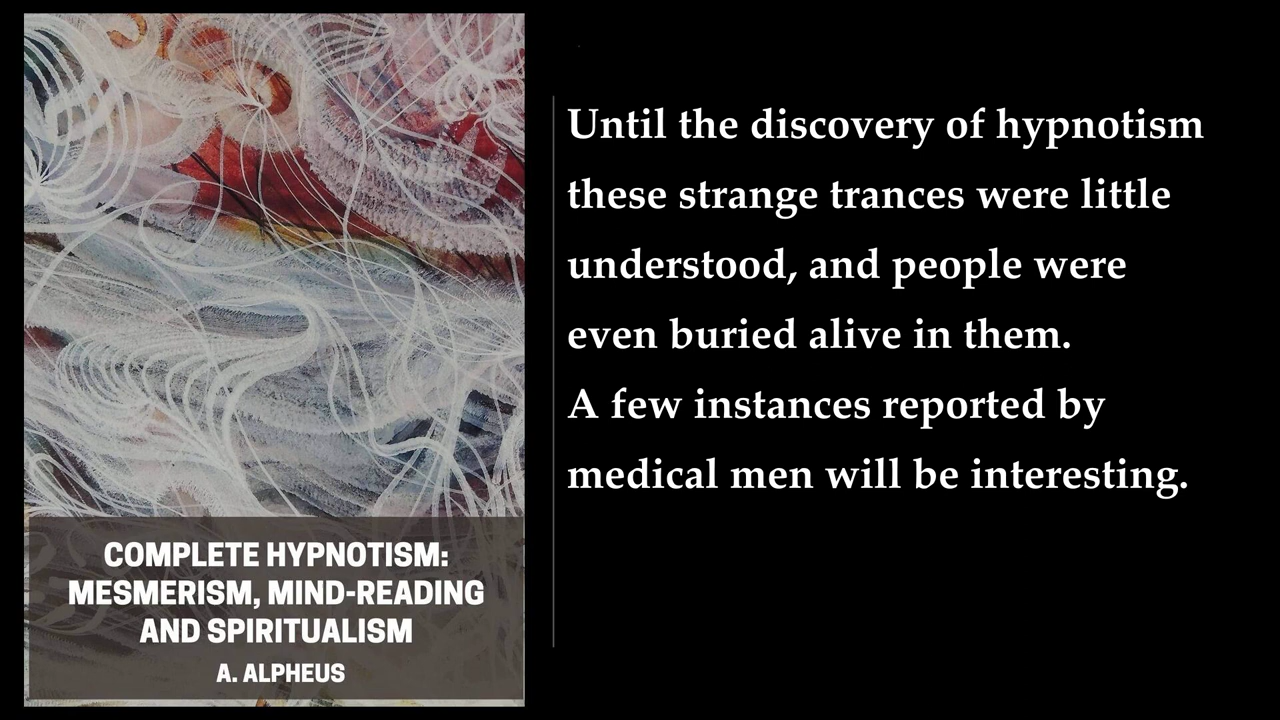 COMPLETE HYPNOTISM:
MESMERISM, MIND-READING
AND SPIRITUALISM
A. ALPHEUS
Until the discovery of hypnotism
these strange trances were little
understood, and people were
even buried alive in them.
A few instances reported by
medical men will be interesting.